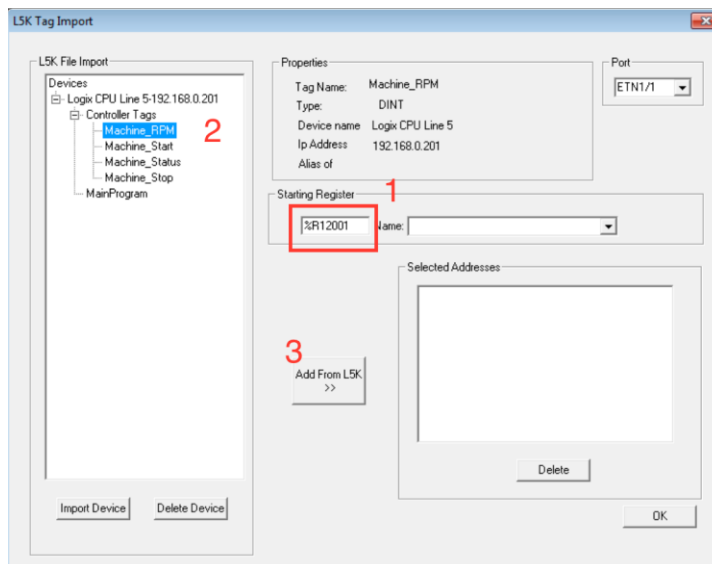 L5K Tag Import
L5K File Import
Devices
Logix CPU Line 5-192.168.0.201
Controller Tags
Machine_RPM
Machine_Start
Machine_Status
Machine_Stop
MainProgram
2
Import Device
Delete Device
Properties
Tag Name: Machine_RPM
Type: DINT
Device name Logix CPU Line 5
Ip Address 192.168.0.201
Alias of
Port
ETN1/1
1
Starting Register
%R12001 Name:
3
Add From L5K
>>
Selected Addresses
Delete
OK